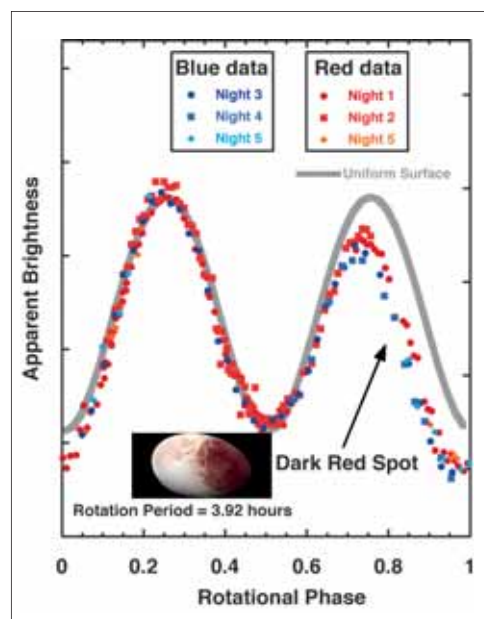 Blue data
Night 3
Night 4
Night 5
Red data
Night 1
Night 2
Night 5
Uniform Surface
Apparent Brightness
Dark Red Spot
Rotation Period = 3.92 hours
0
0.2
0.4
0.6
0.8
1
Rotational Phase